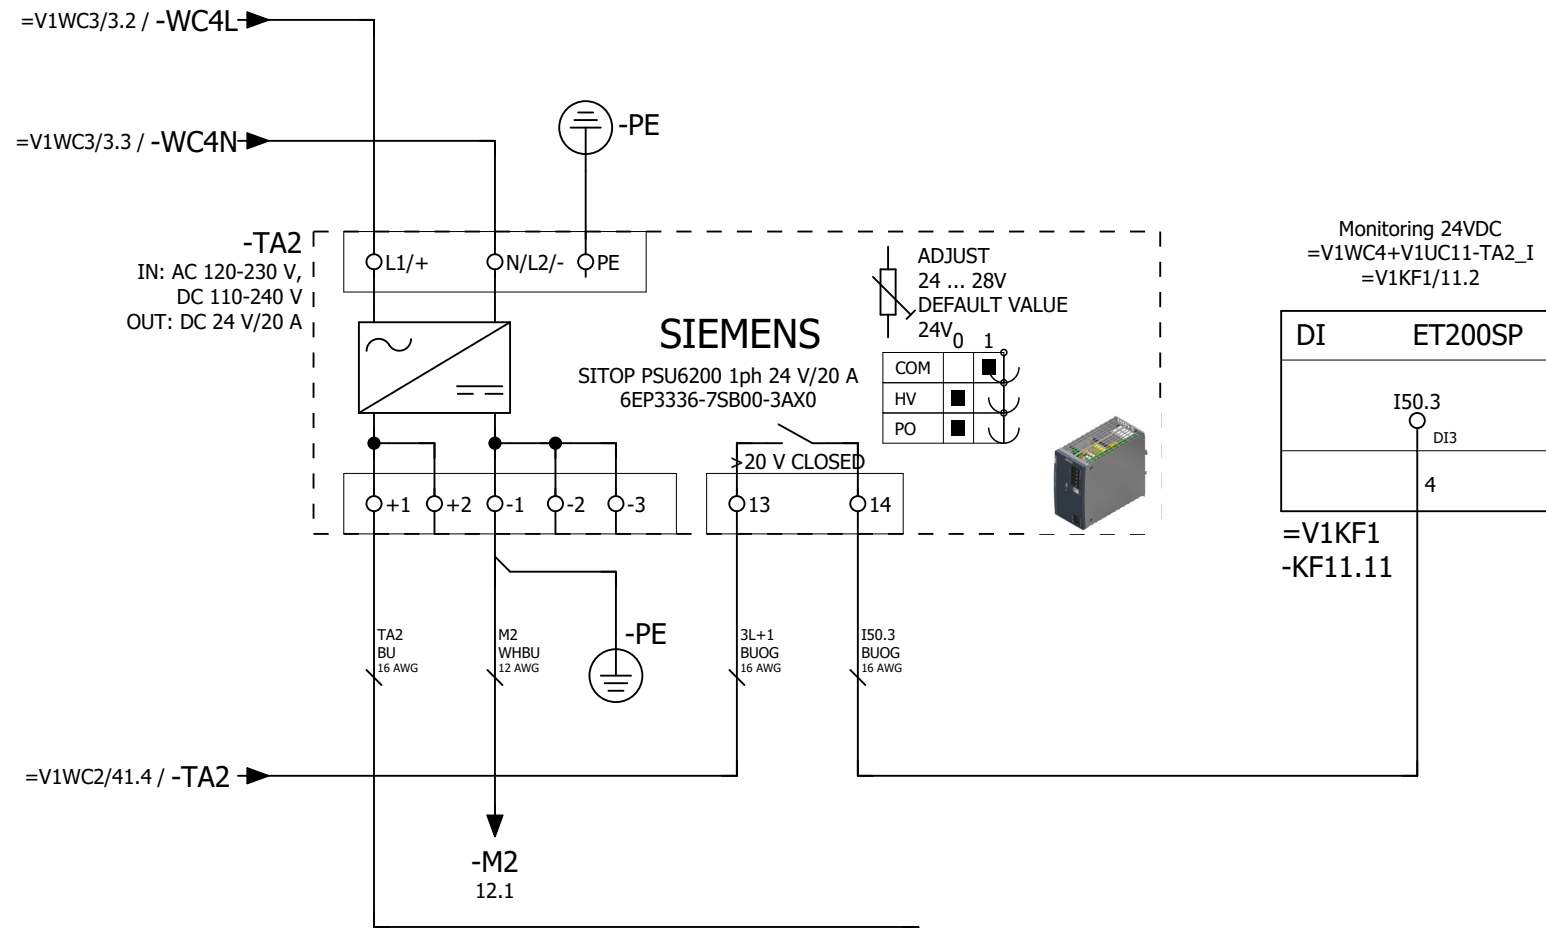 =V1WC3/3.2 / -WC4L
=V1WC3/3.3 / -WC4N
-PE
-TA2
IN: AC 120-230 V,
DC 110-240 V
OUT: DC 24 V/20 A
L1/+
N/L2/-
PE
SIEMENS
SITOP PSU6200 1ph 24 V/20 A
6EP3336-7SB00-3AX0
ADJUST
24 ... 28V
DEFAULT VALUE
24V
0 1
COM
HV
PO
>20 V CLOSED
+1
+2
-1
-2
-3
13
14
Monitoring 24VDC
=V1WC4+V1UC11-TA2_I
=V1KF1/11.2
DI ET200SP
I50.3
DI3
4
=V1KF1
-KF11.11
TA2
BU
16 AWG
M2
WHBU
12 AWG
-PE
3L+1
BUOG
16 AWG
I50.3
BUOG
16 AWG
=V1WC2/41.4 / -TA2
-M2
12.1